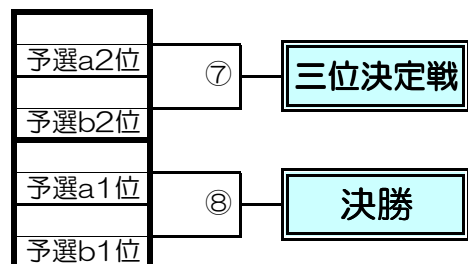 予選a2位
⑦
三位決定戦
予選b2位
予選a1位
⑧
決勝
予選b1位